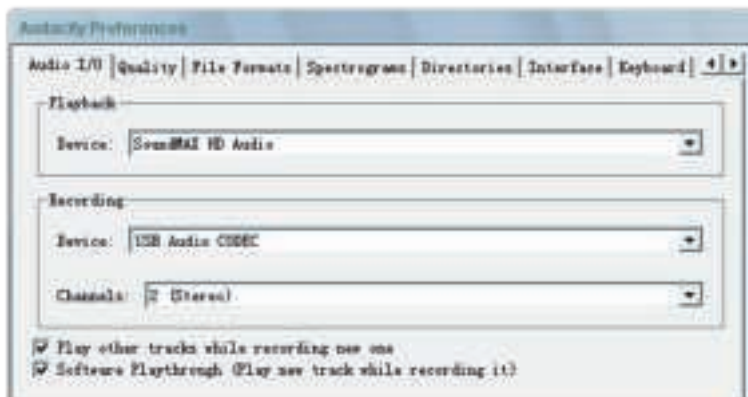 Audacity Preferences
Audio I/O Quality File Formats Spectrograms Directories Interface Keyboard
Playback
Device: SoundMAX HD Audio
Recording
Device: USB Audio CODEC
Channels: 2 (Stereo)
Play other tracks while recording new one
Software Playthrough (Play new track while recording it)